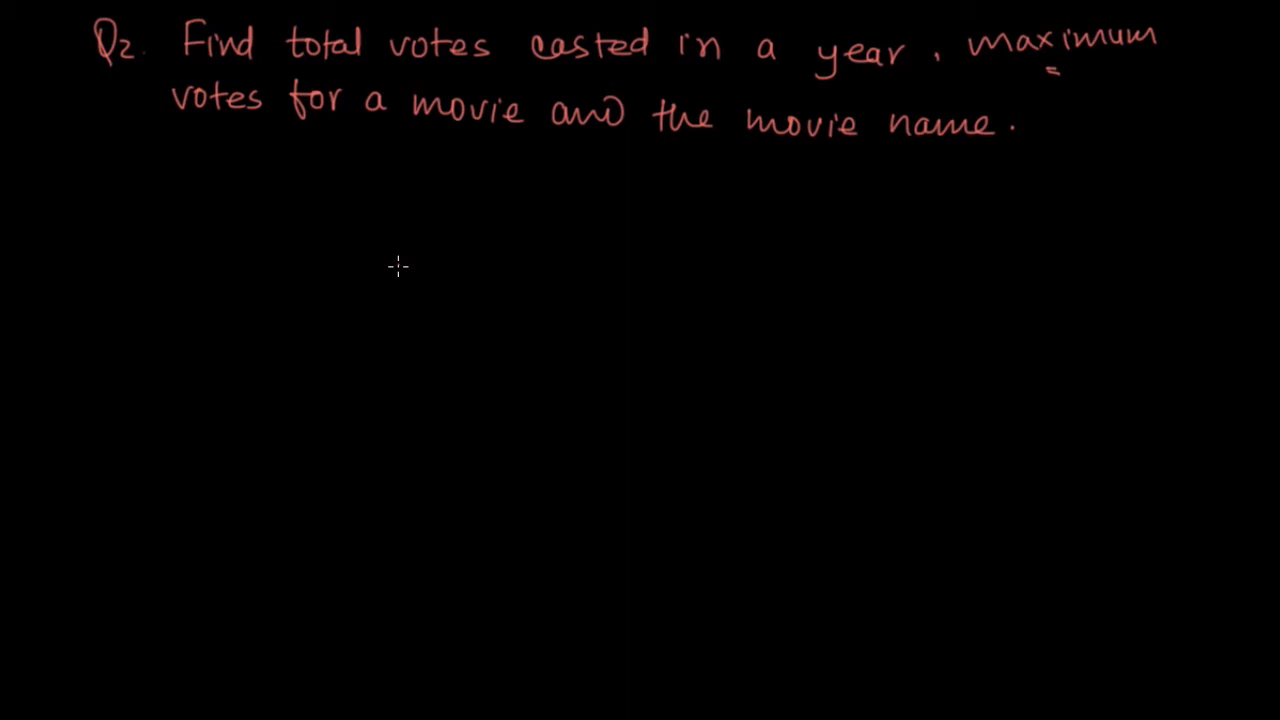 Q2. Find total votes casted in a year, maximum
votes for a movie and the movie name.